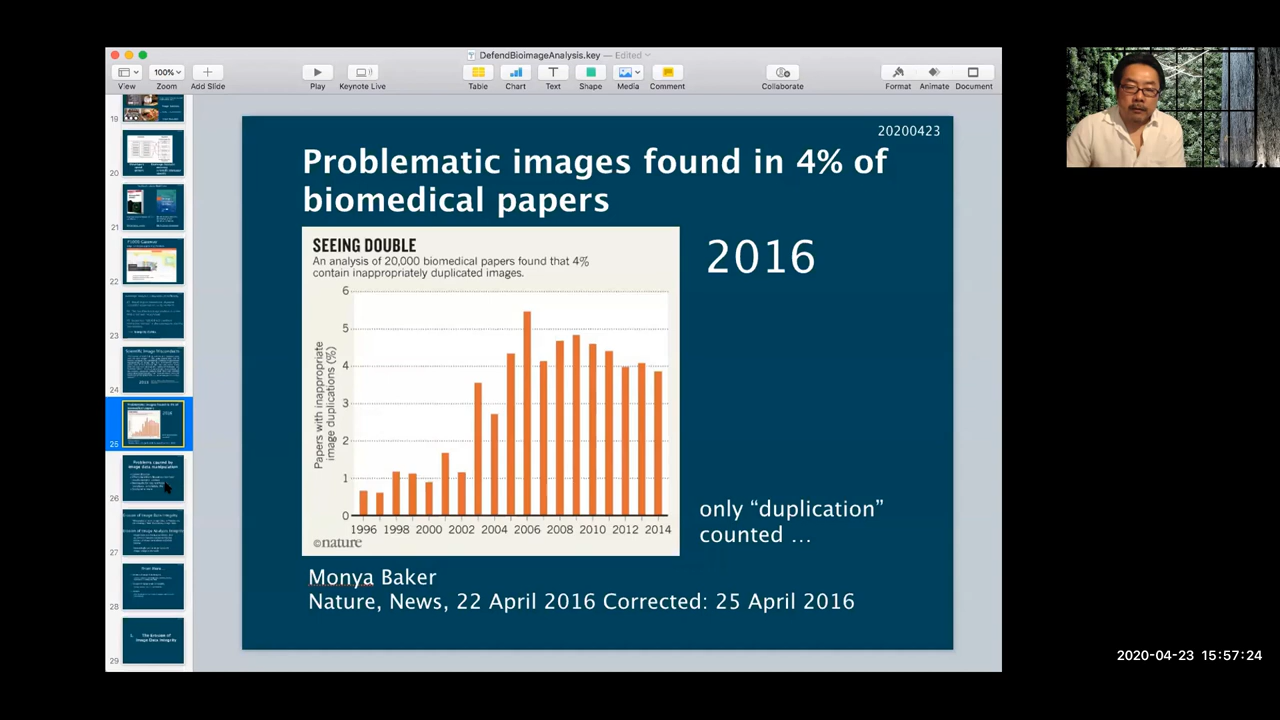 DefendBioimageAnalysis.key — Edited
100%
View
Zoom
Add Slide
Play
Keynote Live
Table
Chart
Text
Shape
Media
Comment
Collaborate
Format
Animate
Document
19
20
21
22
23
24
25
26
27
28
29
20200423
Problematic images found in 4% of
biomedical papers
2016
SEEING DOUBLE
An analysis of 20,000 biomedical papers found that 4%
contain inappropriately duplicated images.
Papers with inappropriate
image duplication (%)
6
5
4
3
2
1
0
1996 1998 2000 2002 2004 2006 2008 2010 2012 2014
©nature
only “duplication”
counted ...
Monya Baker
Nature, News, 22 April 2016 Corrected: 25 April 2016
2020-04-23 15:57:24